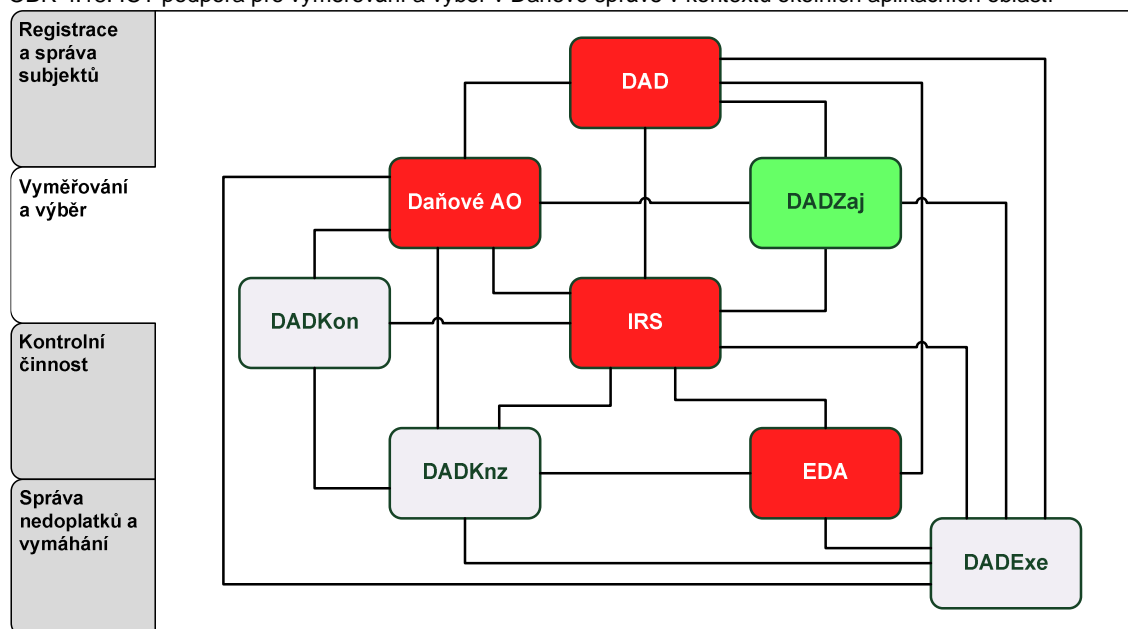 Registrace
a správa
subjektů
DAD
Vyměřování
a výběr
Daňové AO
DADZaj
DADKon
IRS
Kontrolní
činnost
DADKnz
EDA
Správa
nedoplatků a
vymáhání
DADExe